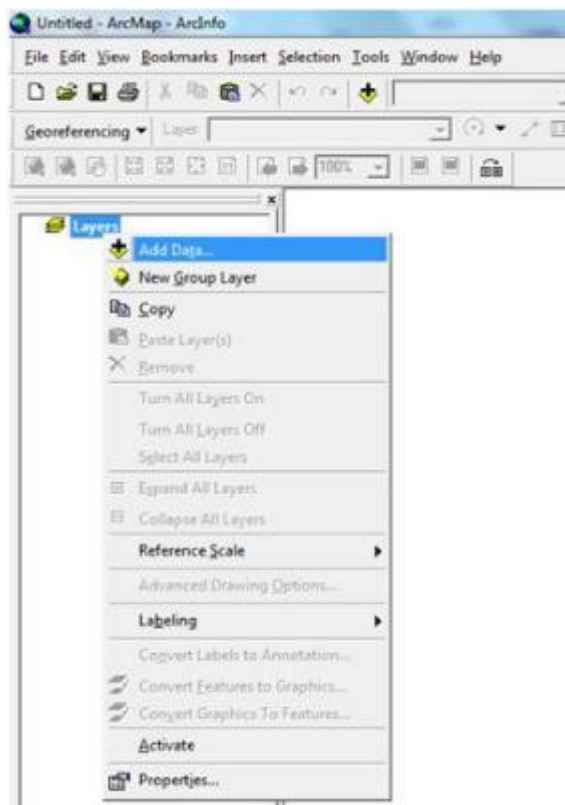 Untitled - ArcMap - ArcInfo
File Edit View Bookmarks Insert Selection Tools Window Help
Georeferencing Layer:
100%
Layers
Add Data...
New Group Layer
Copy
Paste Layer(s)
Remove
Turn All Layers On
Turn All Layers Off
Select All Layers
Expand All Layers
Collapse All Layers
Reference Scale
Advanced Drawing Options...
Labeling
Convert Labels to Annotation...
Convert Features to Graphics...
Convert Graphics To Features...
Activate
Properties...